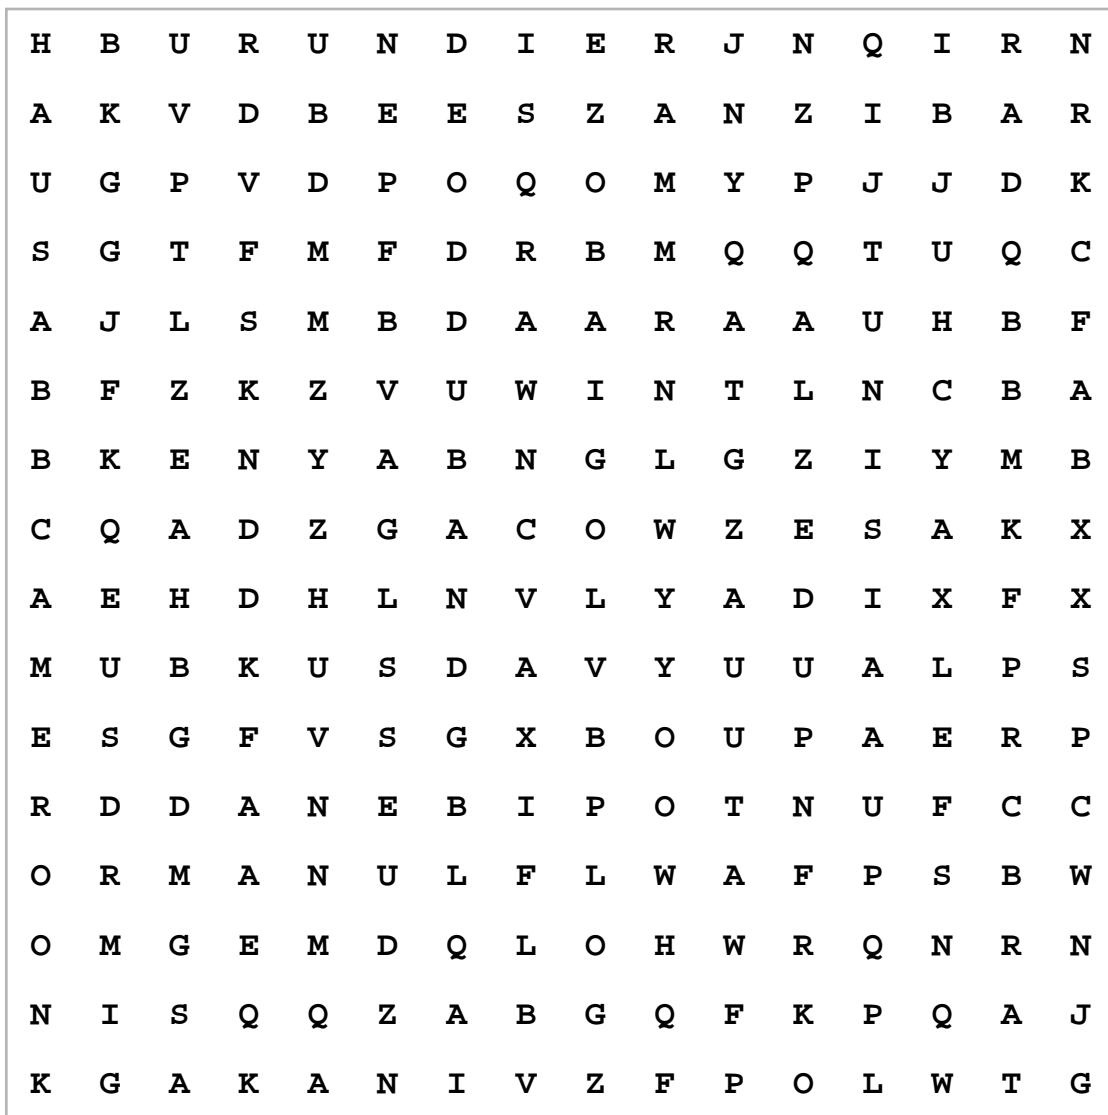 H B U R U N D I E R J N Q I R N
A K V D B E E S Z A N Z I B A R
U G P V D P O Q O M Y P J J D K
S G T F M F D R B M Q Q T U Q C
A J L S M B D A A R A A U H B F
B F Z K Z V U W I N T L N C B A
B K E N Y A B N G L G Z I Y M B
C Q A D Z G A C O W Z E S A K X
A E H D H L N V L Y A D I X F X
M U B K U S D A V Y U U A L P S
E S G F V S G X B O U P A E R P
R D D A N E B I P O T N U F C C
O R M A N U L F L W A F P S B W
O M G E M D Q L O H W R Q N R N
N I S Q Q Z A B G Q F K P Q A J
K G A K A N I V Z F P O L W T G